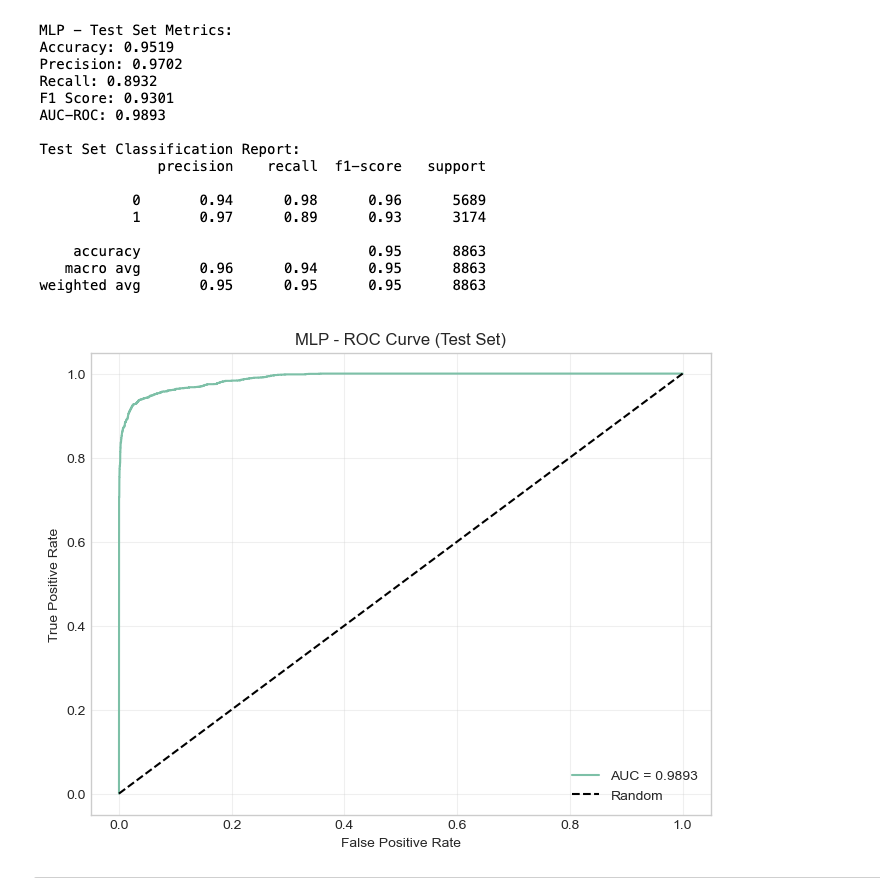 MLP - Test Set Metrics:
Accuracy: 0.9519
Precision: 0.9702
Recall: 0.8932
F1 Score: 0.9301
AUC-ROC: 0.9893
Test Set Classification Report:
precision recall f1-score support
0 0.94 0.98 0.96 5689
1 0.97 0.89 0.93 3174
accuracy 0.95 8863
macro avg 0.96 0.94 0.95 8863
weighted avg 0.95 0.95 0.95 8863
MLP - ROC Curve (Test Set)
1.0
0.8
0.6
0.4
0.2
0.0
True Positive Rate
AUC = 0.9893
Random
0.0 0.2 0.4 0.6 0.8 1.0
False Positive Rate